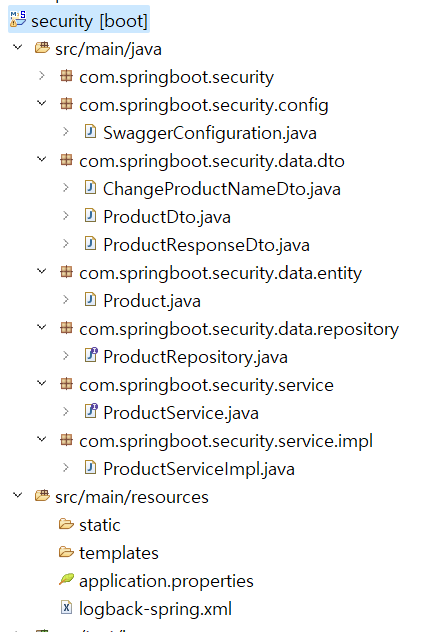 security [boot]
src/main/java
com.springboot.security
com.springboot.security.config
SwaggerConfiguration.java
com.springboot.security.data.dto
ChangeProductNameDto.java
ProductDto.java
ProductResponseDto.java
com.springboot.security.data.entity
Product.java
com.springboot.security.data.repository
ProductRepository.java
com.springboot.security.service
ProductService.java
com.springboot.security.service.impl
ProductServiceImpl.java
src/main/resources
static
templates
application.properties
logback-spring.xml